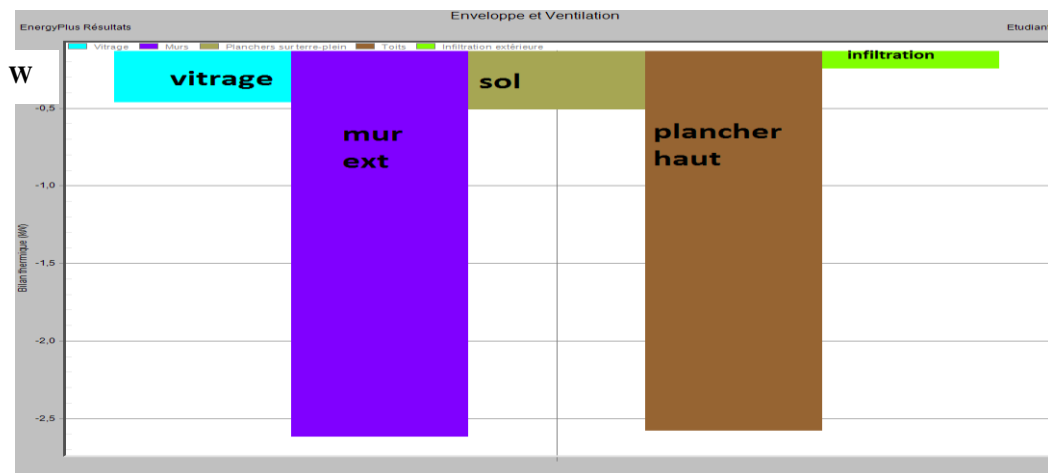 Enveloppe et Ventilation
EnergyPlus Résultats
Etudiant
Vitrage Murs Planchers sur terre-plein Toits Infiltration extérieure
W
vitrage
mur
ext
sol
plancher
haut
infiltration
-0,5
-1,0
-1,5
-2,0
-2,5
Bilan thermique (kW)